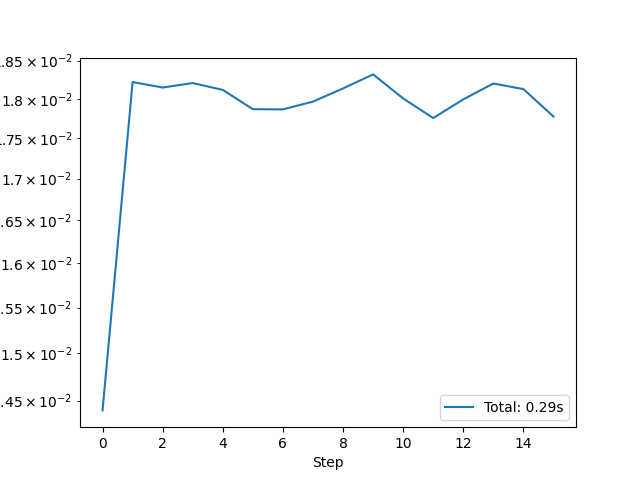 .85 × 10⁻²
1.8 × 10⁻²
1.75 × 10⁻²
1.7 × 10⁻²
.65 × 10⁻²
1.6 × 10⁻²
.55 × 10⁻²
1.5 × 10⁻²
.45 × 10⁻²
Total: 0.29s
0 2 4 6 8 10 12 14
Step